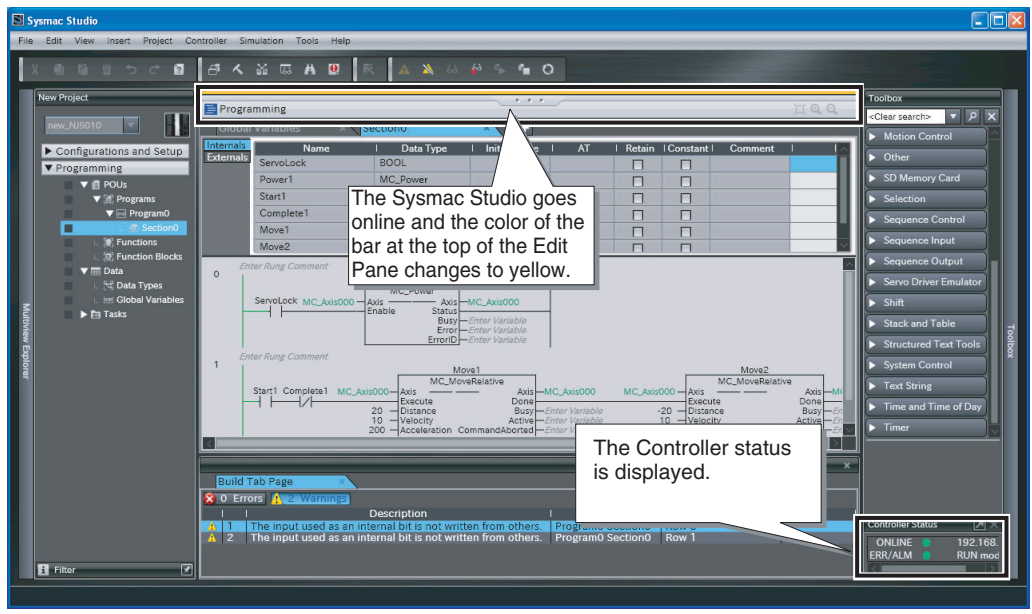 Sysmac Studio
File Edit View Insert Project Controller Simulation Tools Help
New Project
new_NJ5010
Configurations and Setup
Programming
POUs
Programs
Program0
Section0
Functions
Function Blocks
Data
Data Types
Global Variables
Tasks
Filter
Multiview Explorer
Programming
Global Variables
Section0
Internals
Externals
Name Data Type AT Retain Constant Comment
ServoLock BOOL
Power1 MC_Power
Start1
Complete1
Move1
Move2
The Sysmac Studio goes
online and the color of the
bar at the top of the Edit
Pane changes to yellow.
0 Enter Rung Comment
MC_Power
ServoLock MC_Axis000 Axis Axis MC_Axis000
Enable Status
Busy Enter Variable
Error Enter Variable
ErrorID Enter Variable
1 Enter Rung Comment
Move1 Move2
MC_MoveRelative MC_MoveRelative
Start1 Complete1 MC_Axis000 Axis Axis MC_Axis000 MC_Axis000 Axis Axis
Execute Done Execute Done
20 Distance Busy Enter Variable -20 Distance Busy
10 Velocity Active 10 Velocity Active
200 Acceleration CommandAborted
The Controller status
is displayed.
Build Tab Page
0 Errors 2 Warnings
Description
1 The input used as an internal bit is not written from others. Program0 Section0 Row 0
2 The input used as an internal bit is not written from others. Program0 Section0 Row 1
Toolbox
<Clear search>
Motion Control
Other
SD Memory Card
Selection
Sequence Control
Sequence Input
Sequence Output
Servo Driver Emulator
Shift
Stack and Table
Structured Text Tools
System Control
Text String
Time and Time of Day
Timer
Toolbox
Controller Status
ONLINE 192.168.
ERR/ALM RUN mod